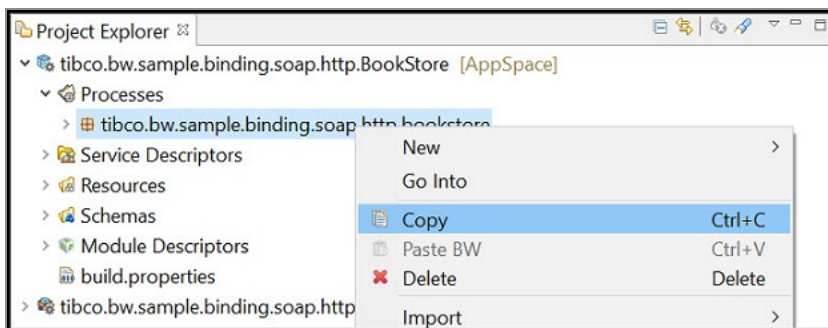 Project Explorer
tibco.bw.sample.binding.soap.http.BookStore [AppSpace]
Processes
tibco.bw.sample.binding.soap.http.bookstore
Service Descriptors
Resources
Schemas
Module Descriptors
build.properties
tibco.bw.sample.binding.soap.http
New
Go Into
Copy Ctrl+C
Paste BW Ctrl+V
Delete Delete
Import